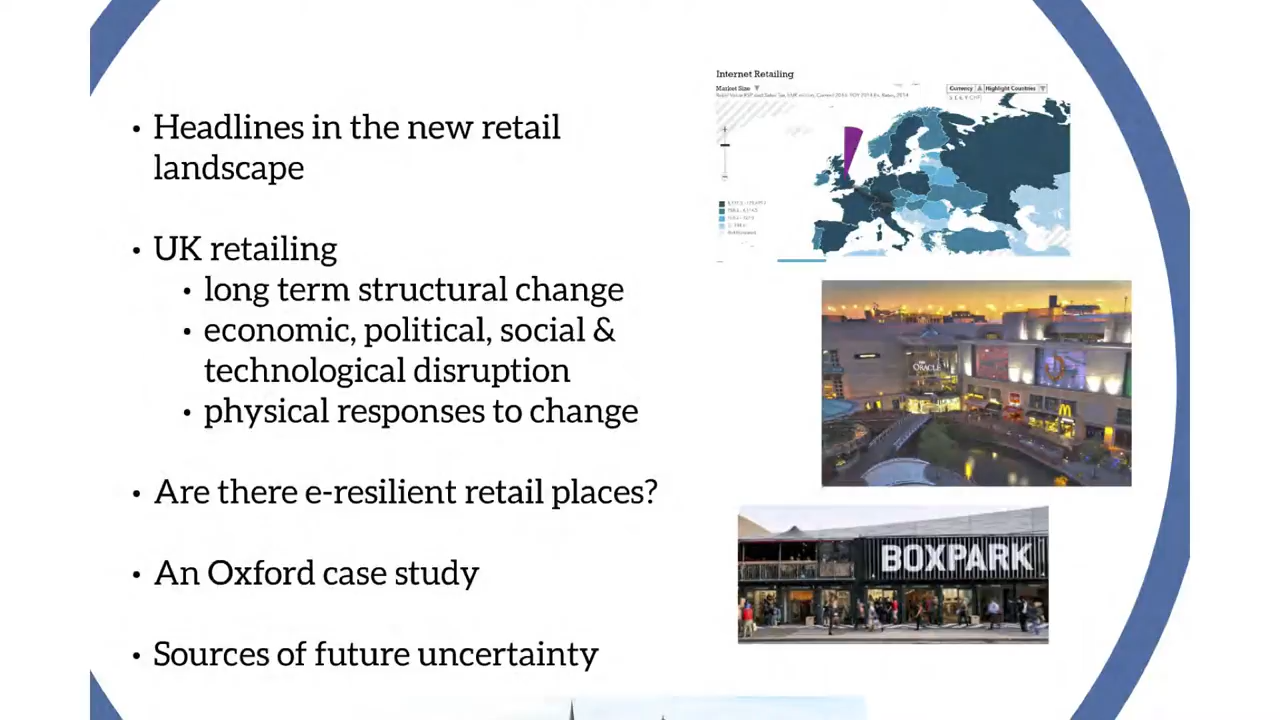 • Headlines in the new retail
landscape
• UK retailing
• long term structural change
• economic, political, social &
technological disruption
• physical responses to change
• Are there e-resilient retail places?
• An Oxford case study
• Sources of future uncertainty
Internet Retailing
Market Size
Currency
Highlight Countries
THE
ORACLE
BOXPARK